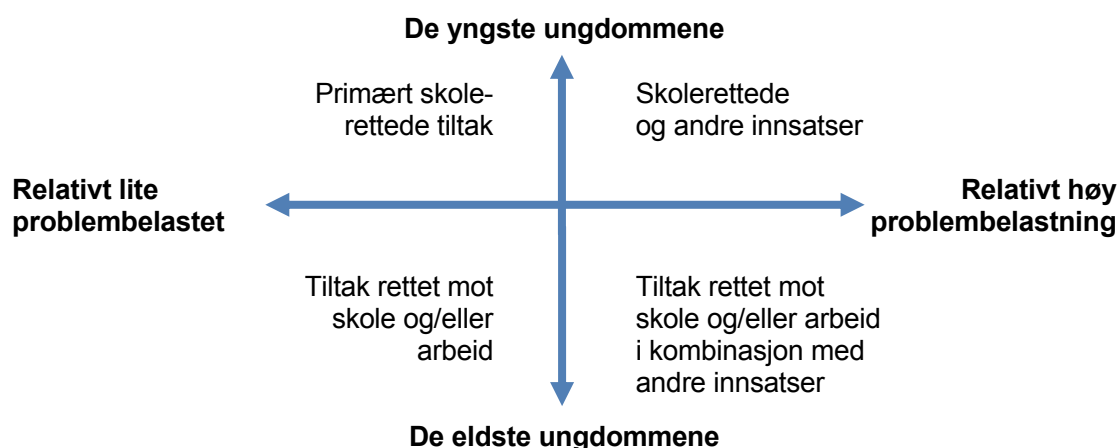 De yngste ungdommene
Primært skole-
rettede tiltak
Skolerettede
og andre innsatser
Relativt lite
problembelastet
Relativt høy
problembelastning
Tiltak rettet mot
skole og/eller
arbeid
Tiltak rettet mot
skole og/eller arbeid
i kombinasjon med
andre innsatser
De eldste ungdommene